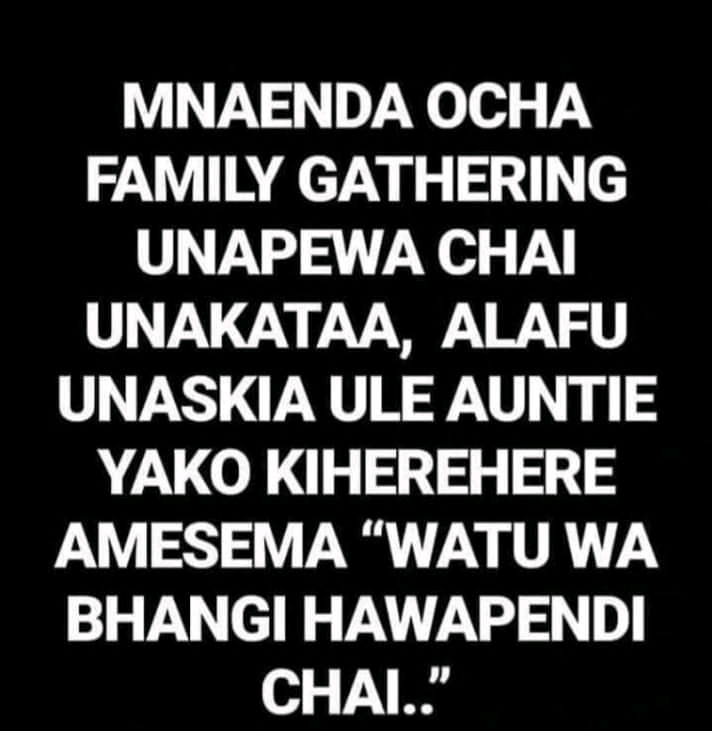 MNAENDA OCHA
FAMILY GATHERING
UNAPEWA CHAI
UNAKATAA, ALAFU
UNASKIA ULE AUNTIE
YAKO KIHEREHERE
AMESEMA “WATU WA
BHANGI HAWAPENDI
CHAI..”